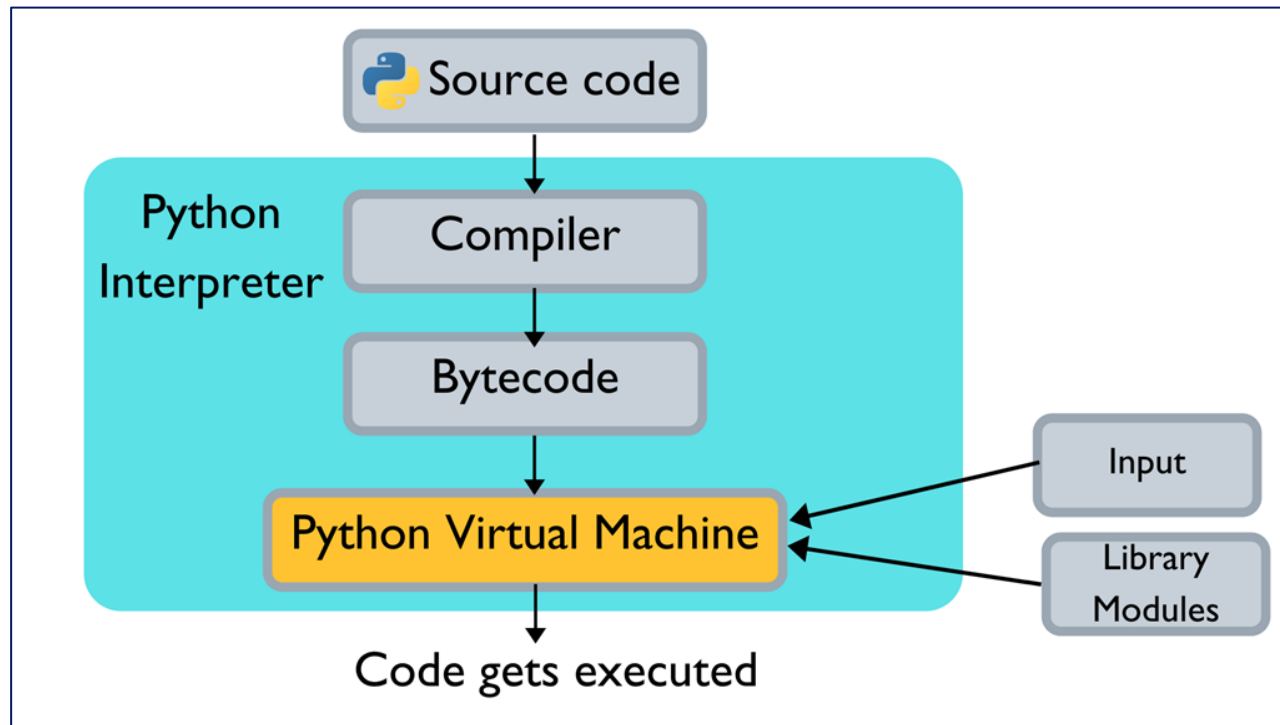 Source code
Python
Interpreter
Compiler
Bytecode
Python Virtual Machine
Input
Library
Modules
Code gets executed